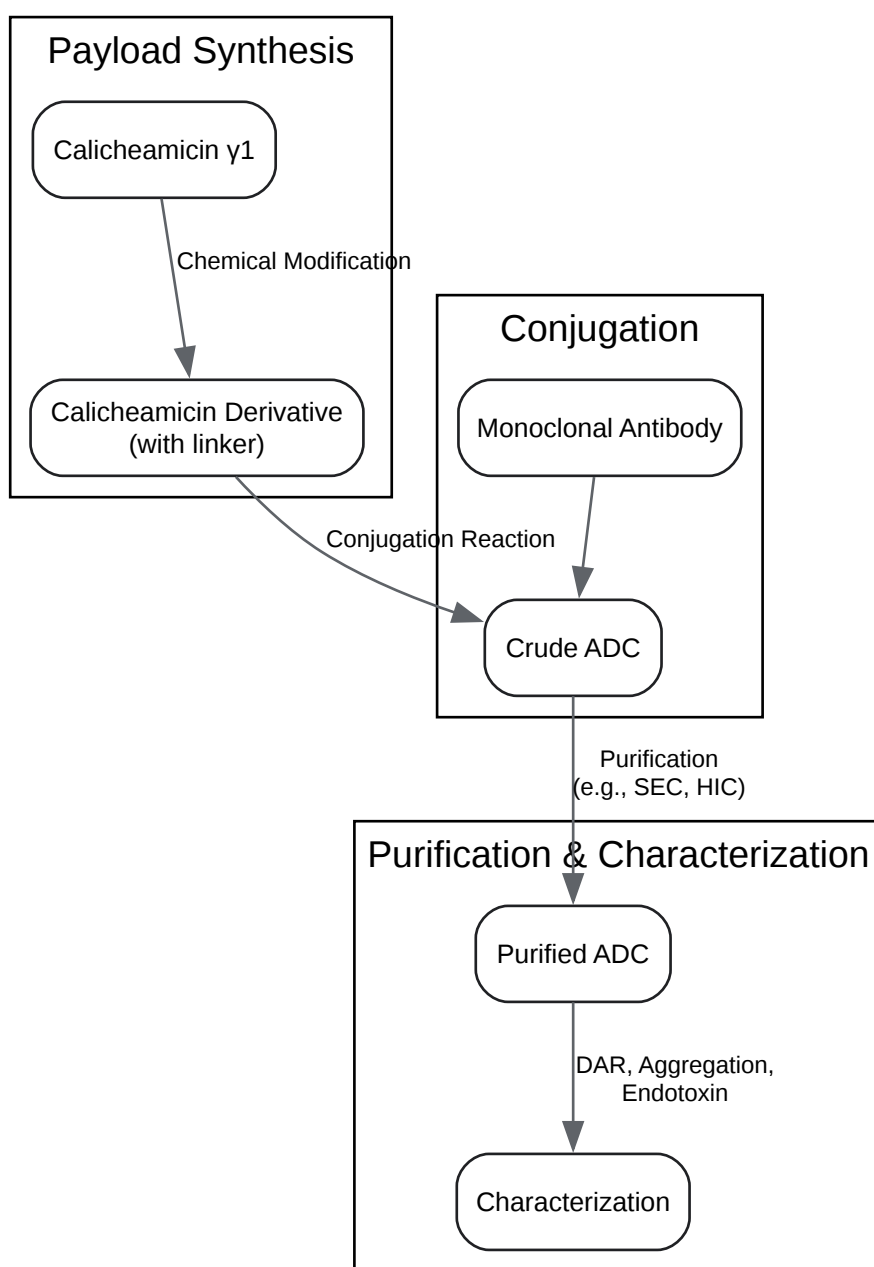 Payload Synthesis
Calicheamicin γ1
Chemical Modification
Calicheamicin Derivative
(with linker)
Conjugation
Monoclonal Antibody
Conjugation Reaction
Crude ADC
Purification
(e.g., SEC, HIC)
Purification & Characterization
Purified ADC
DAR, Aggregation,
Endotoxin
Characterization